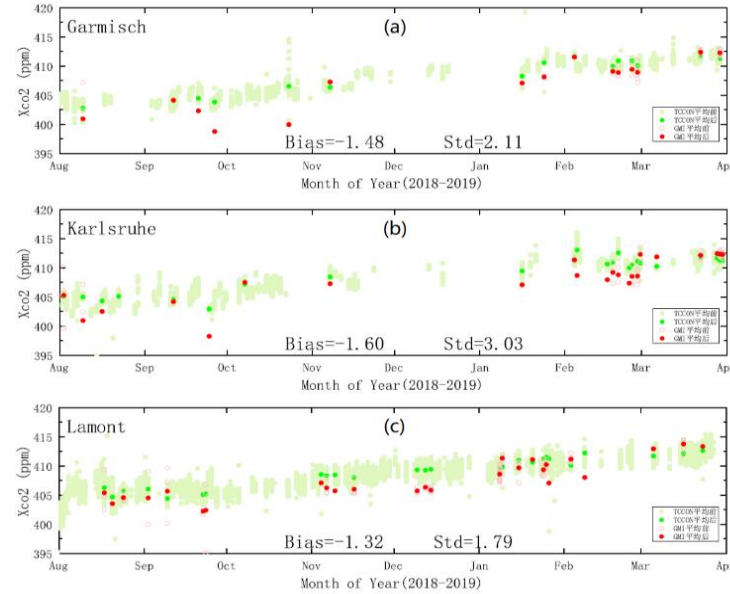 Garmisch (a)
420
415
410
405
400
395
Xco2 (ppm)
Bias=-1.48 Std=2.11
TCCON平均前
TCCON平均后
GMI平均前
GMI平均后
Aug Sep Oct Nov Dec Jan Feb Mar Apr
Month of Year(2018-2019)
Karlsruhe (b)
420
415
410
405
400
395
Xco2 (ppm)
Bias=-1.60 Std=3.03
TCCON平均前
TCCON平均后
GMI平均前
GMI平均后
Aug Sep Oct Nov Dec Jan Feb Mar Ap
Month of Year(2018-2019)
Lamont (c)
420
415
410
405
400
395
Xco2 (ppm)
Bias=-1.32 Std=1.79
TCCON平均前
TCCON平均后
GMI平均前
GMI平均后
Aug Sep Oct Nov Dec Jan Feb Mar Apr
Month of Year(2018-2019)